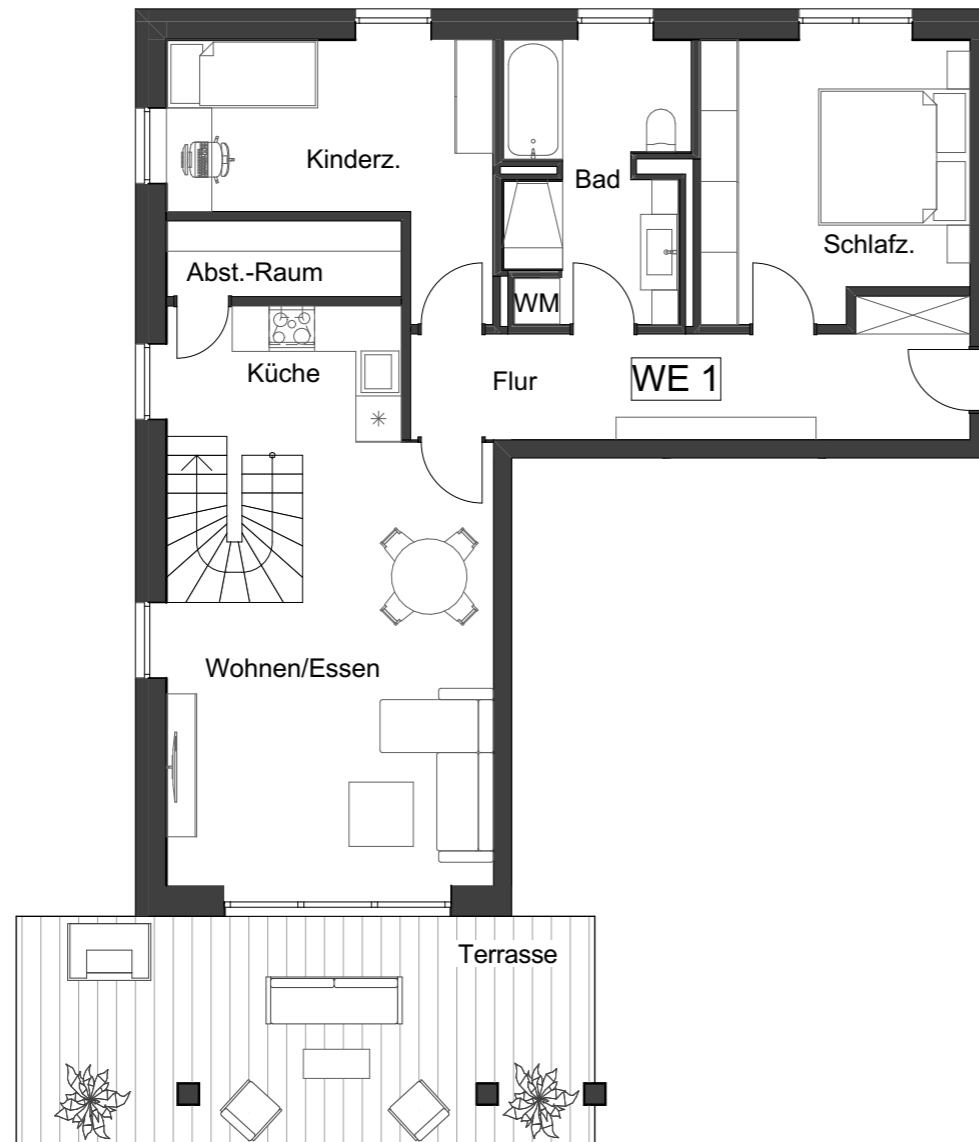 Kinderz.
Bad
Schlafz.
Abst.-Raum
WM
Küche
Flur
WE 1
Wohnen/Essen
Terrasse